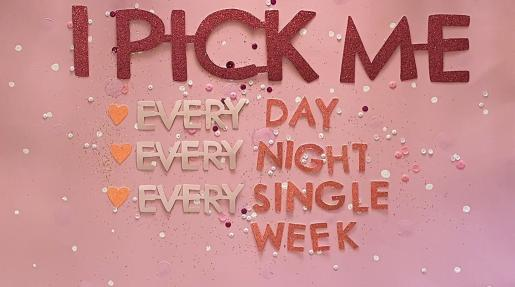 I PICK ME
EVERY DAY
EVERY NIGHT
EVERY SINGLE
WEEK